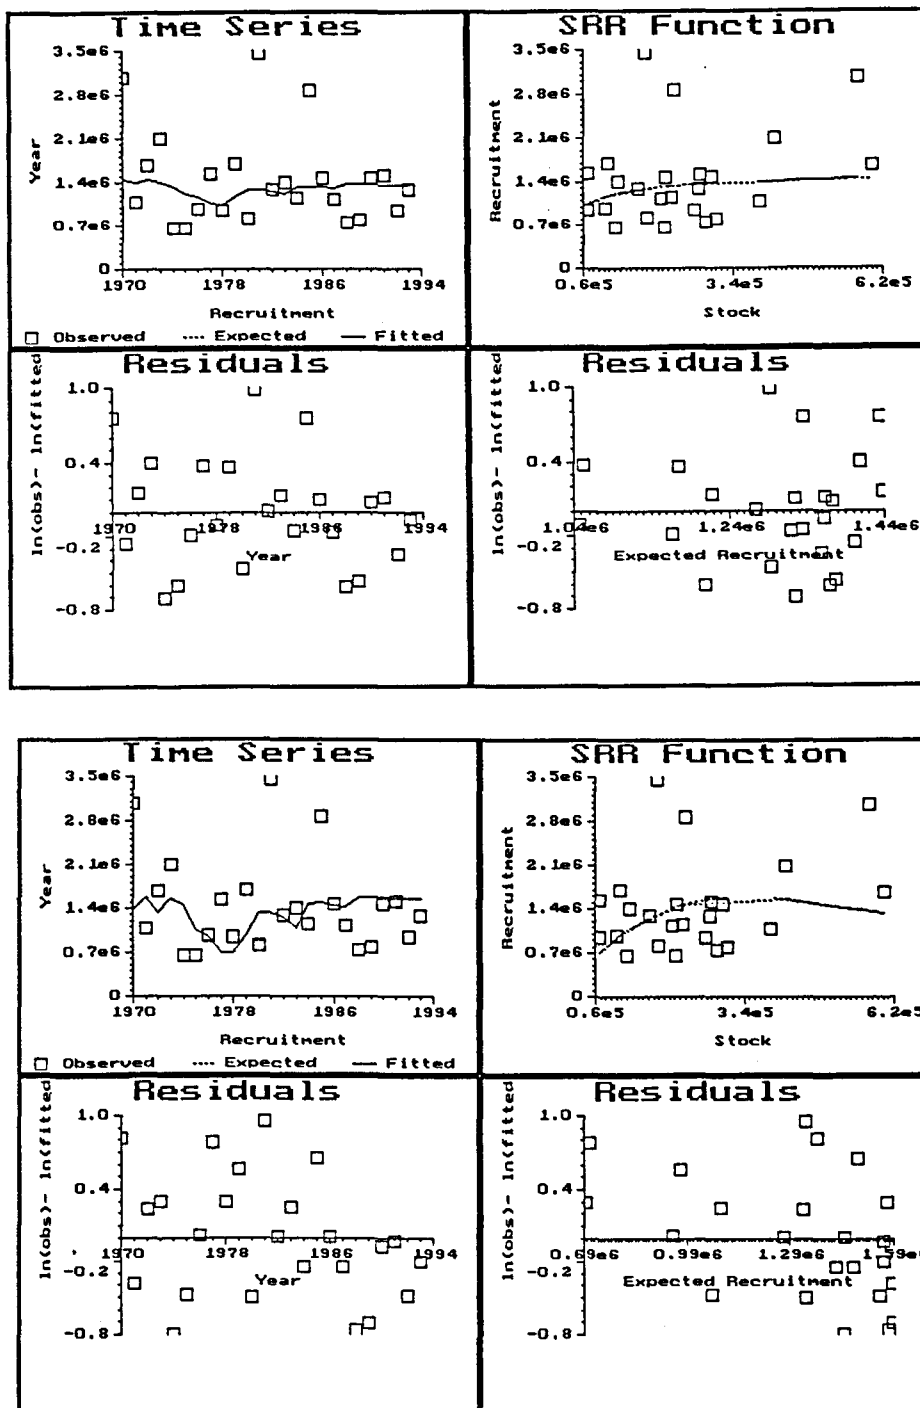 Time Series
3.5e6
2.8e6
2.1e6
1.4e6
0.7e6
0
Year
1970 1978 1986 1994
Recruitment
Observed Expected Fitted
SRR Function
3.5e6
2.8e6
2.1e6
1.4e6
0.7e6
0
Recruitment
0.6e5 3.4e5 6.2e5
Stock
Residuals
ln(obs)- ln(fitted
1.0
0.4
-0.2
-0.8
1970 1978 1986 1994
Year
Residuals
ln(obs)- ln(fitted
1.0
0.4
-0.2
-0.8
1.04e6 1.24e6 1.44e6
Expected Recruitment
Time Series
3.5e6
2.8e6
2.1e6
1.4e6
0.7e6
0
Year
1970 1978 1986 1994
Recruitment
Observed Expected Fitted
SRR Function
3.5e6
2.8e6
2.1e6
1.4e6
0.7e6
0
Recruitment
0.6e5 3.4e5 6.2e5
Stock
Residuals
ln(obs)- ln(fitted
1.0
0.4
-0.2
-0.8
1970 1978 1986 1994
Year
Residuals
ln(obs)- ln(fitted
1.0
0.4
-0.2
-0.8
0.69e6 0.99e6 1.29e6 1.59e6
Expected Recruitment